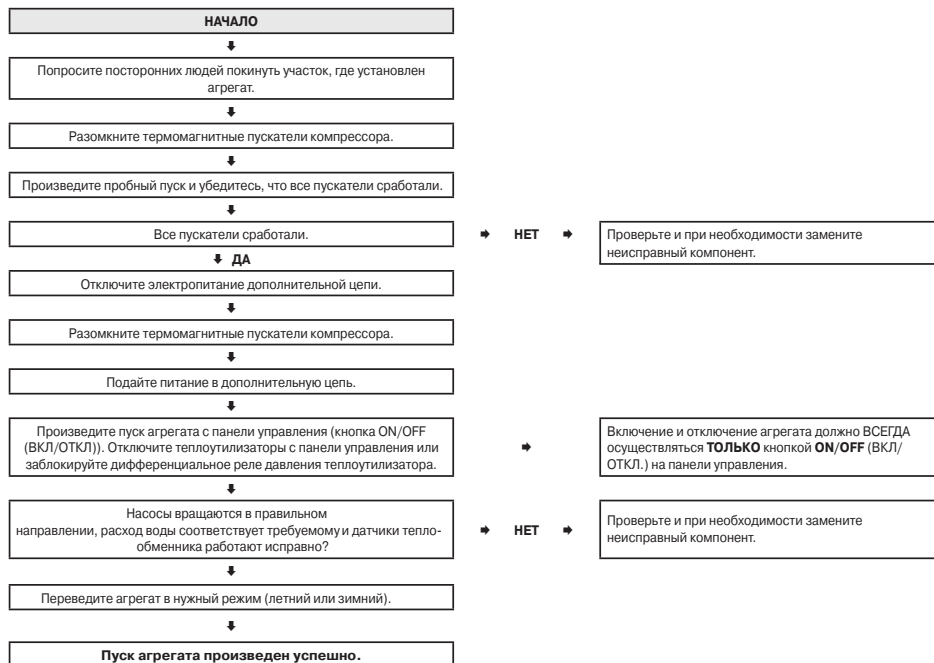 НАЧАЛО
Попросите посторонних людей покинуть участок, где установлен
агрегат.
Разомкните термомагнитные пускатели компрессора.
Произведите пробный пуск и убедитесь, что все пускатели сработали.
Все пускатели сработали.
НЕТ
Проверьте и при необходимости замените
неисправный компонент.
ДА
Отключите электропитание дополнительной цепи.
Разомкните термомагнитные пускатели компрессора.
Подайте питание в дополнительную цепь.
Произведите пуск агрегата с панели управления (кнопка ON/OFF
(ВКЛ/ОТКЛ)). Отключите теплоутилизаторы с панели управления или
заблокируйте дифференциальное реле давления теплоутилизатора.
Включение и отключение агрегата должно ВСЕГДА
осуществляться ТОЛЬКО кнопкой ON/OFF (ВКЛ/
ОТКЛ.) на панели управления.
Насосы вращаются в правильном
направлении, расход воды соответствует требуемому и датчики тепло-
обменника работают исправно?
НЕТ
Проверьте и при необходимости замените
неисправный компонент.
Переведите агрегат в нужный режим (летний или зимний).
Пуск агрегата произведен успешно.